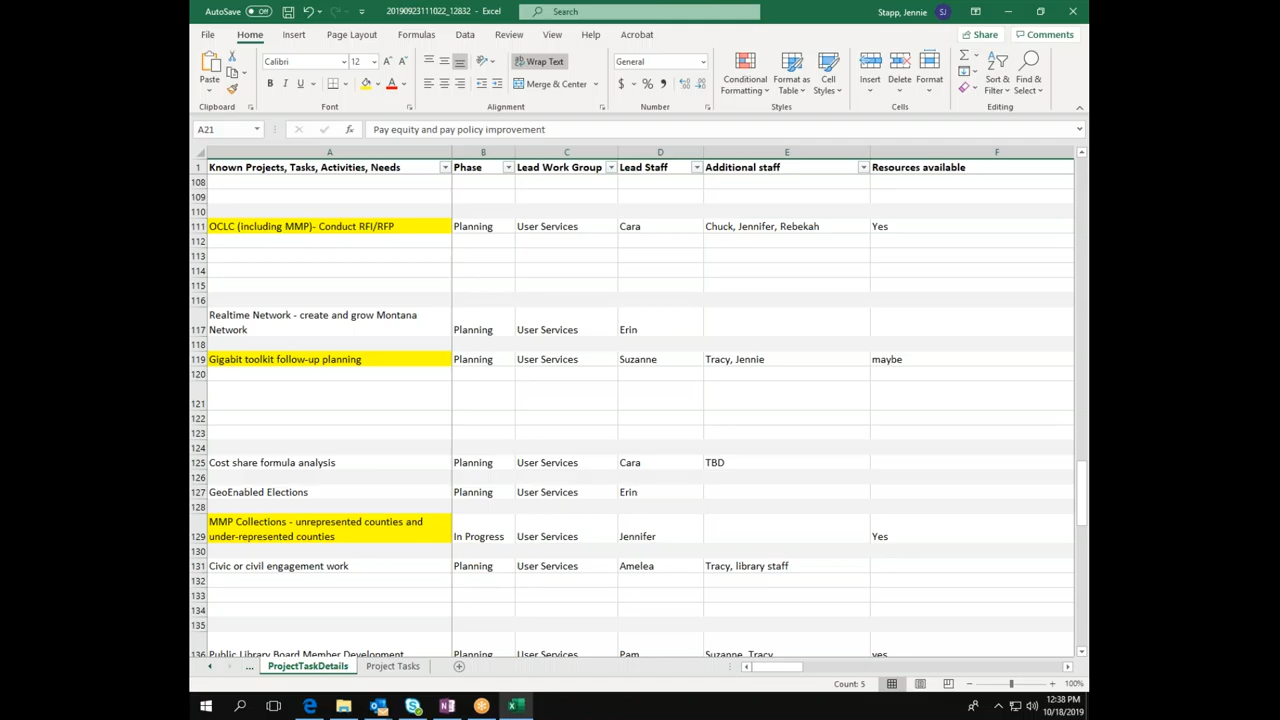 AutoSave Off 20190923111022_12832 - Excel Search Stapp, Jennie SJ
File Home Insert Page Layout Formulas Data Review View Help Acrobat Share Comments
Calibri 12 Wrap Text General
Paste B I U Merge & Center $ % Conditional Formatting Format as Table Cell Styles Insert Delete Format Sort & Filter Find & Select
Clipboard Font Alignment Number Styles Cells Editing
A21 fx Pay equity and pay policy improvement
A B C D E F
1 Known Projects, Tasks, Activities, Needs Phase Lead Work Group Lead Staff Additional staff Resources available
108
109
110
111 OCLC (including MMP)- Conduct RFI/RFP Planning User Services Cara Chuck, Jennifer, Rebekah Yes
112
113
114
115
116
Realtime Network - create and grow Montana
117 Network Planning User Services Erin
118
119 Gigabit toolkit follow-up planning Planning User Services Suzanne Tracy, Jennie maybe
120
121
122
123
124
125 Cost share formula analysis Planning User Services Cara TBD
126
127 GeoEnabled Elections Planning User Services Erin
128
MMP Collections - unrepresented counties and
129 under-represented counties In Progress User Services Jennifer Yes
130
131 Civic or civil engagement work Planning User Services Amelea Tracy, library staff
132
133
134
135
136 Public Library Board Member Development Planning User Services Pam Suzanne, Tracy yes
... ProjectTaskDetails Project Tasks
Count: 5 100%
12:38 PM
10/18/2019